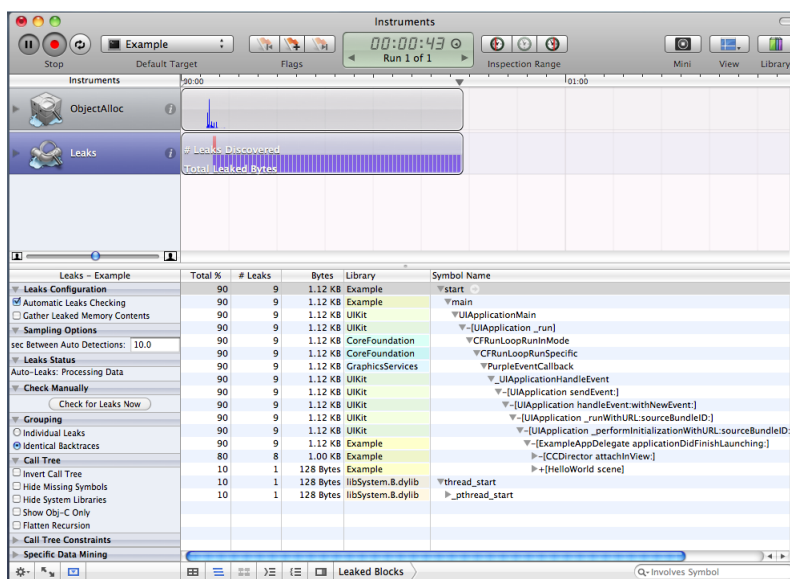 Instruments
Example
00:00:43
Run 1 of 1
Stop
Default Target
Flags
Inspection Range
Mini
View
Library
Instruments
00:00
01:00
ObjectAlloc
Leaks
# Leaks Discovered
Total Leaked Bytes
Leaks – Example
Leaks Configuration
Automatic Leaks Checking
Gather Leaked Memory Contents
Sampling Options
sec Between Auto Detections: 10.0
Leaks Status
Auto-Leaks: Processing Data
Check Manually
Check for Leaks Now
Grouping
Individual Leaks
Identical Backtraces
Call Tree
Invert Call Tree
Hide Missing Symbols
Hide System Libraries
Show Obj-C Only
Flatten Recursion
Call Tree Constraints
Specific Data Mining
Total % # Leaks Bytes Library Symbol Name
90 9 1.12 KB Example start
90 9 1.12 KB Example main
90 9 1.12 KB UIKit UIApplicationMain
90 9 1.12 KB UIKit -[UIApplication _run]
90 9 1.12 KB CoreFoundation CFRunLoopRunInMode
90 9 1.12 KB CoreFoundation CFRunLoopRunSpecific
90 9 1.12 KB GraphicsServices PurpleEventCallback
90 9 1.12 KB UIKit _UIApplicationHandleEvent
90 9 1.12 KB UIKit -[UIApplication sendEvent:]
90 9 1.12 KB UIKit -[UIApplication handleEvent:withNewEvent:]
90 9 1.12 KB UIKit -[UIApplication _runWithURL:sourceBundleID:]
90 9 1.12 KB UIKit -[UIApplication _performInitializationWithURL:sourceBundleID:
90 9 1.12 KB Example -[ExampleAppDelegate applicationDidFinishLaunching:]
80 8 1.00 KB Example -[CCDirector attachInView:]
10 1 128 Bytes Example +[HelloWorld scene]
10 1 128 Bytes libSystem.B.dylib thread_start
10 1 128 Bytes libSystem.B.dylib _pthread_start
Leaked Blocks
Involves Symbol